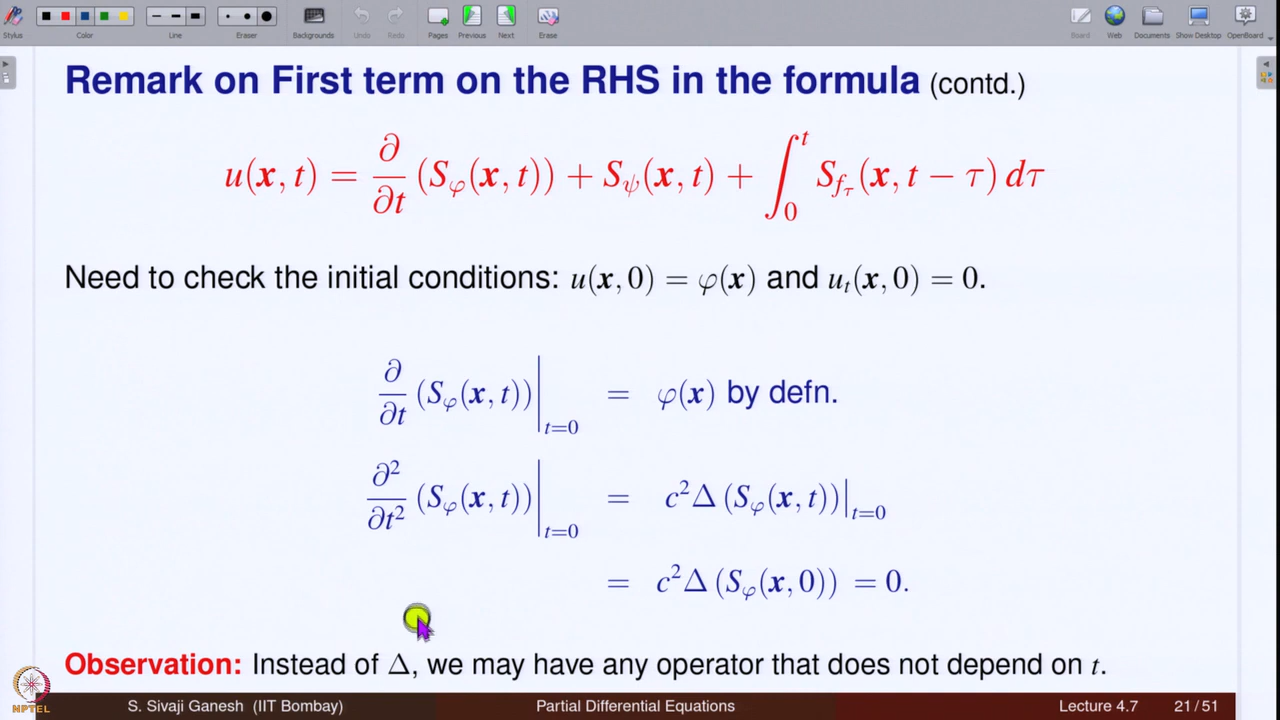 Stylus Color Line Eraser Backgrounds Undo Redo Pages Previous Next Erase Board Web Documents Show Desktop OpenBoard
Remark on First term on the RHS in the formula (contd.)
u(x, t) = ∂/∂t (S_φ(x, t)) + S_ψ(x, t) + ∫_0^t S_{f_τ}(x, t − τ) dτ
Need to check the initial conditions: u(x, 0) = φ(x) and u_t(x, 0) = 0.
∂/∂t (S_φ(x, t))|_{t=0} = φ(x) by defn.
∂²/∂t² (S_φ(x, t))|_{t=0} = c²Δ (S_φ(x, t))|_{t=0}
= c²Δ (S_φ(x, 0)) = 0.
Observation: Instead of Δ, we may have any operator that does not depend on t.
NPTEL
S. Sivaji Ganesh (IIT Bombay) Partial Differential Equations Lecture 4.7 21 / 51